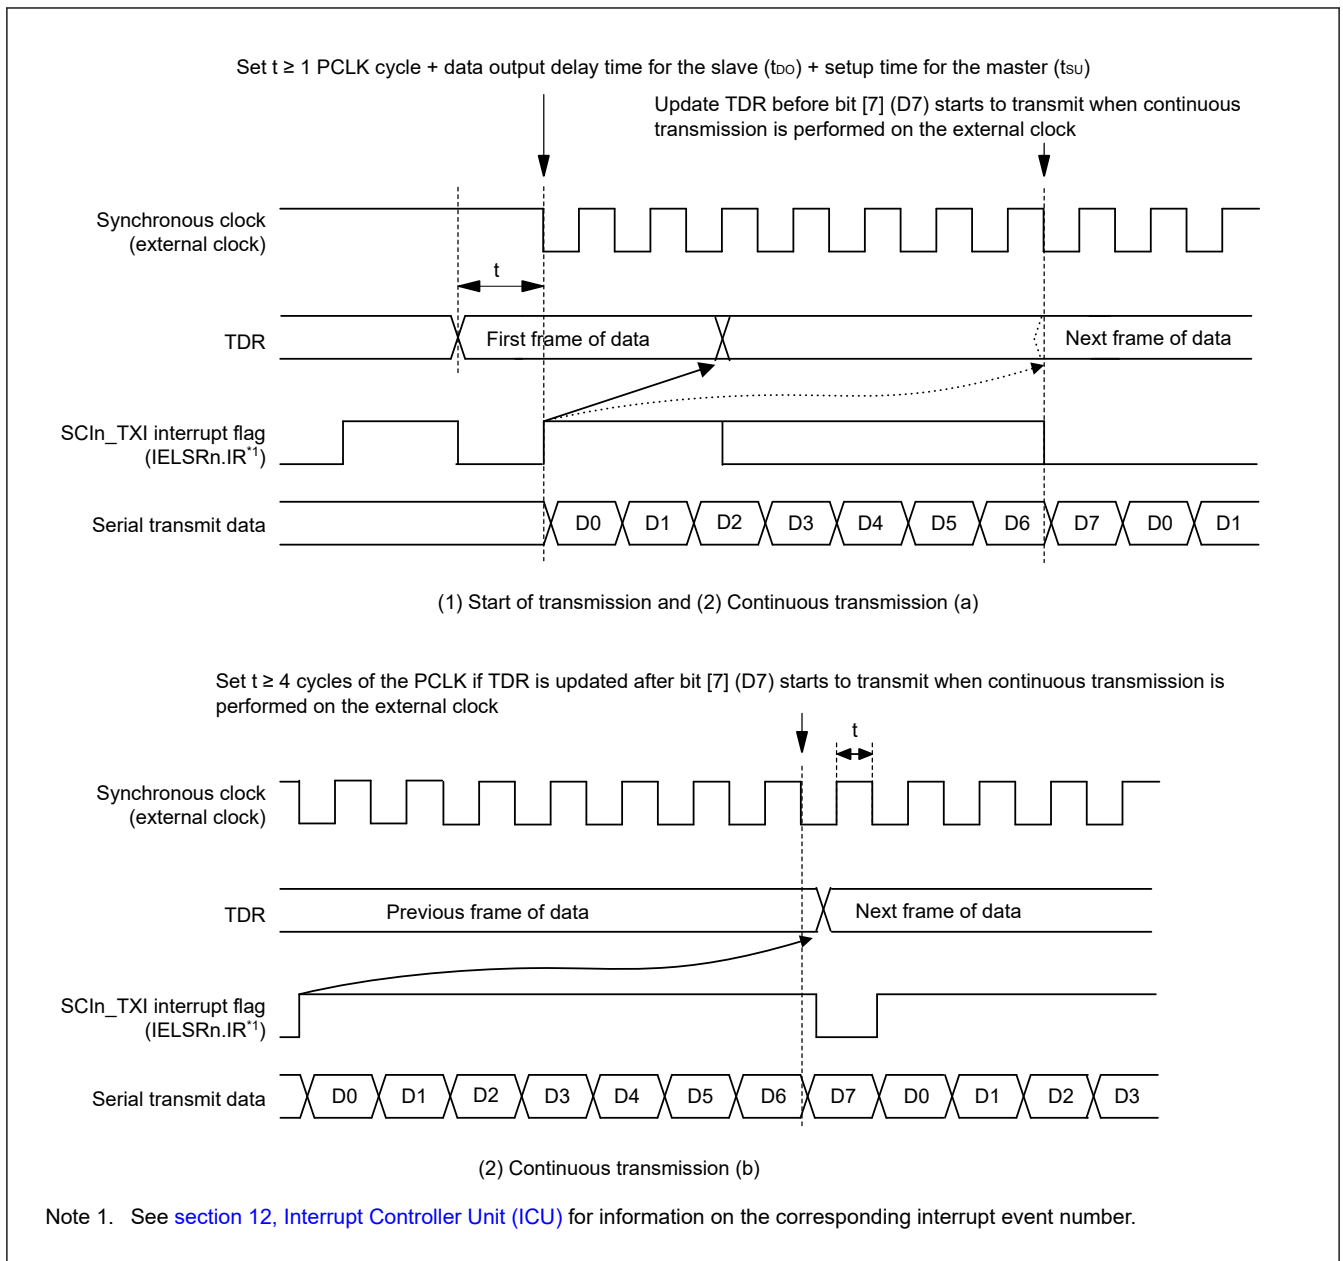 Set t ≥ 1 PCLK cycle + data output delay time for the slave (tDO) + setup time for the master (tSU)
Update TDR before bit [7] (D7) starts to transmit when continuous
transmission is performed on the external clock
Synchronous clock
(external clock)
t
TDR
First frame of data
Next frame of data
SCIn_TXI interrupt flag
(IELSRn.IR*1)
Serial transmit data
D0 D1 D2 D3 D4 D5 D6 D7 D0 D1
(1) Start of transmission and (2) Continuous transmission (a)
Set t ≥ 4 cycles of the PCLK if TDR is updated after bit [7] (D7) starts to transmit when continuous transmission is
performed on the external clock
t
Synchronous clock
(external clock)
TDR
Previous frame of data
Next frame of data
SCIn_TXI interrupt flag
(IELSRn.IR*1)
Serial transmit data
D0 D1 D2 D3 D4 D5 D6 D7 D0 D1 D2 D3
(2) Continuous transmission (b)
Note 1. See section 12, Interrupt Controller Unit (ICU) for information on the corresponding interrupt event number.